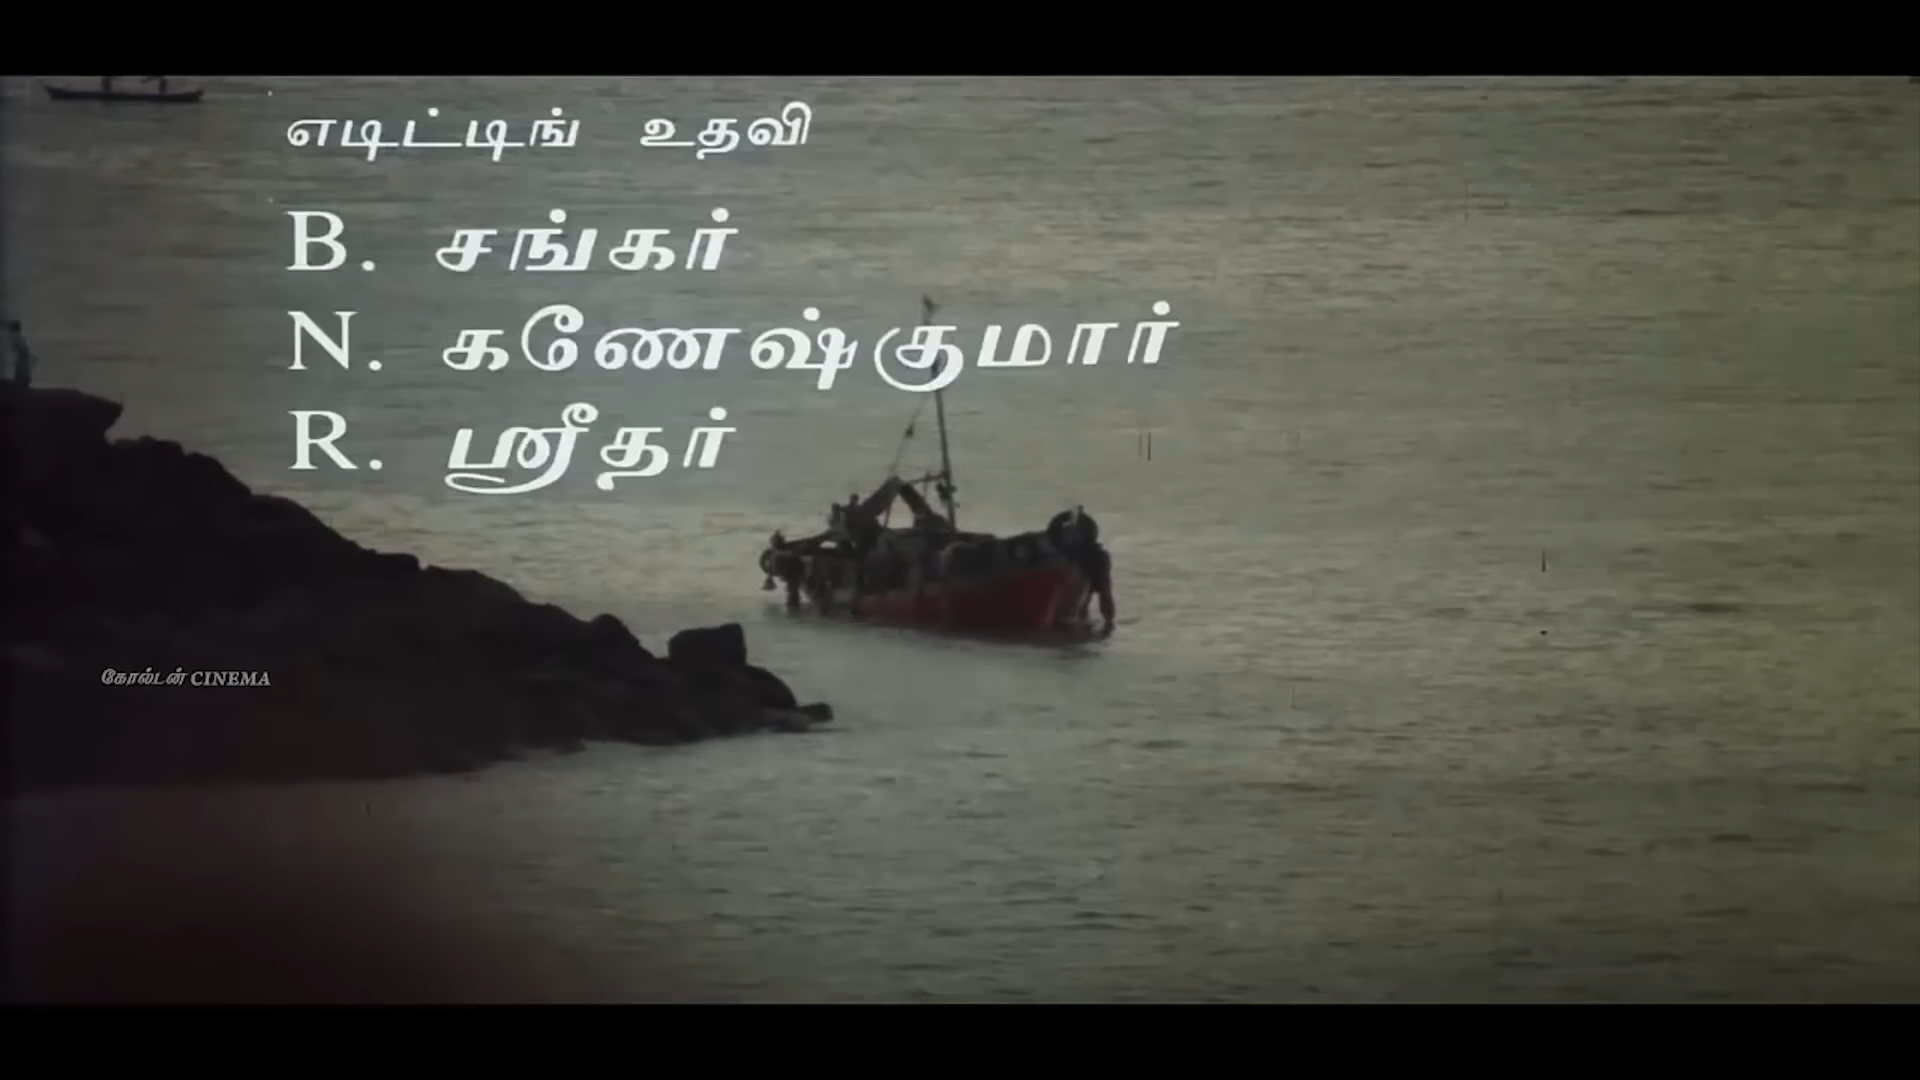 எடிட்டிங் உதவி
B. சங்கர்
N. கணேஷ்குமார்
R. ஸ்ரீதர்
கோல்டன் CINEMA